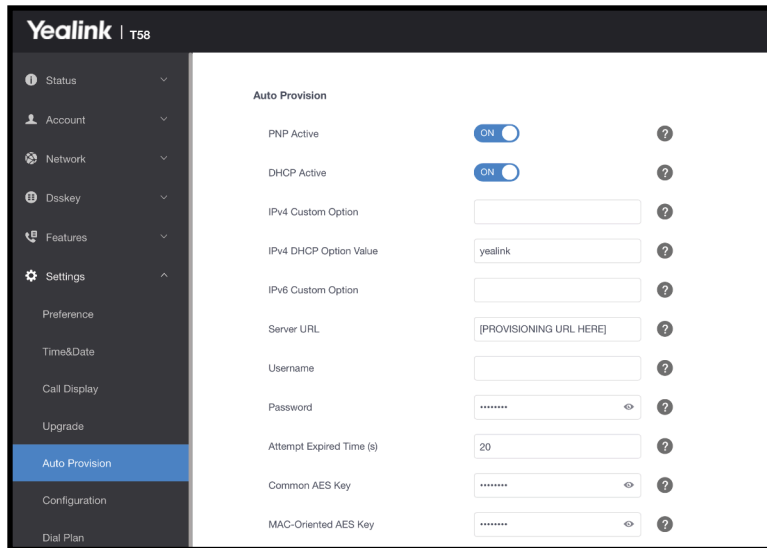 Yealink | T58
Status
Account
Network
Dsskey
Features
Settings
Preference
Time&Date
Call Display
Upgrade
Auto Provision
Configuration
Dial Plan
Auto Provision
PNP Active ON ?
DHCP Active ON ?
IPv4 Custom Option ?
IPv4 DHCP Option Value yealink ?
IPv6 Custom Option ?
Server URL [PROVISIONING URL HERE] ?
Username ?
Password •••••••• ?
Attempt Expired Time (s) 20 ?
Common AES Key •••••••• ?
MAC-Oriented AES Key •••••••• ?